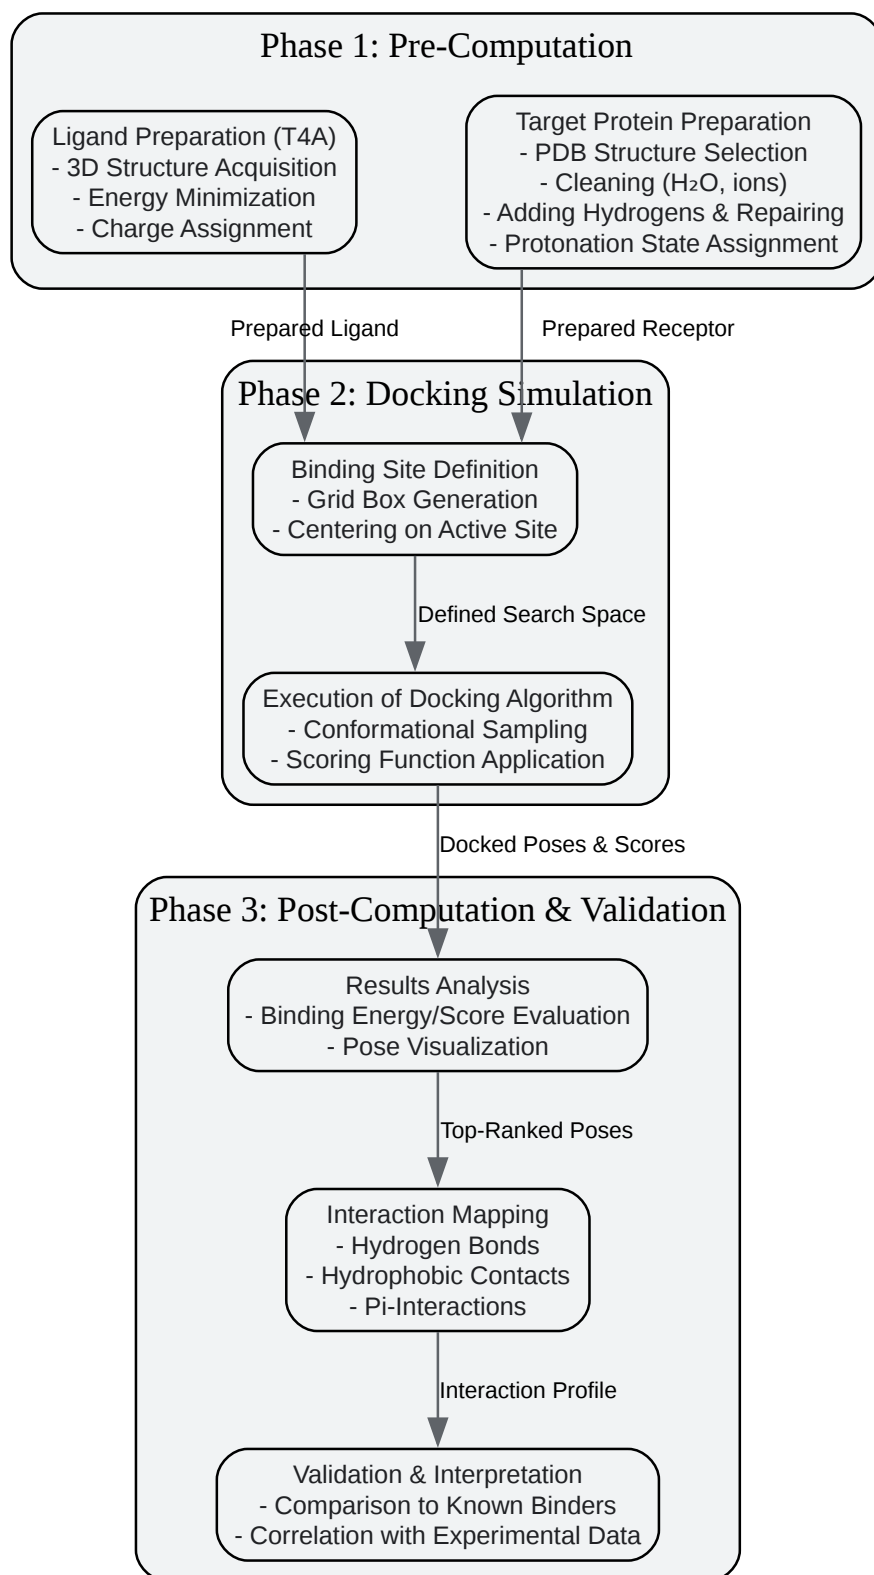 Phase 1: Pre-Computation
Ligand Preparation (T4A)
- 3D Structure Acquisition
- Energy Minimization
- Charge Assignment
Target Protein Preparation
- PDB Structure Selection
- Cleaning (H₂O, ions)
- Adding Hydrogens & Repairing
- Protonation State Assignment
Prepared Ligand
Prepared Receptor
Phase 2: Docking Simulation
Binding Site Definition
- Grid Box Generation
- Centering on Active Site
Defined Search Space
Execution of Docking Algorithm
- Conformational Sampling
- Scoring Function Application
Docked Poses & Scores
Phase 3: Post-Computation & Validation
Results Analysis
- Binding Energy/Score Evaluation
- Pose Visualization
Top-Ranked Poses
Interaction Mapping
- Hydrogen Bonds
- Hydrophobic Contacts
- Pi-Interactions
Interaction Profile
Validation & Interpretation
- Comparison to Known Binders
- Correlation with Experimental Data